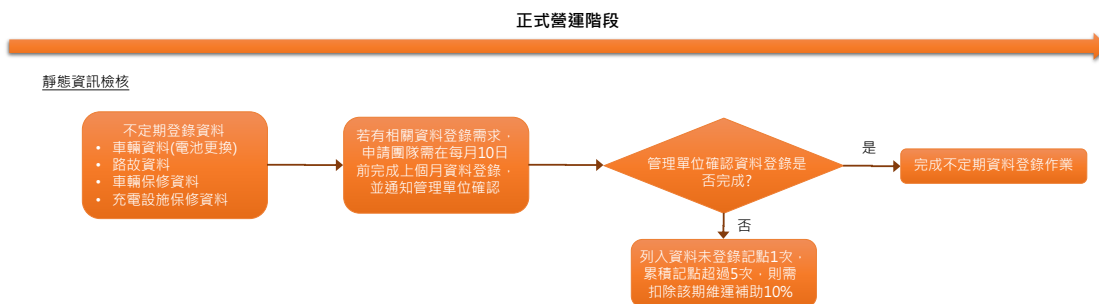 正式營運階段
靜態資訊檢核
不定期登錄資料
• 車輛資料(電池更換)
• 路故資料
• 車輛保修資料
• 充電設施保修資料
若有相關資料登錄需求，
申請團隊需在每月10日
前完成上個月資料登錄，
並通知管理單位確認
管理單位確認資料登錄是
否完成?
是
完成不定期資料登錄作業
否
列入資料未登錄記點1次，
累積記點超過5次，則需
扣除該期維運補助10%